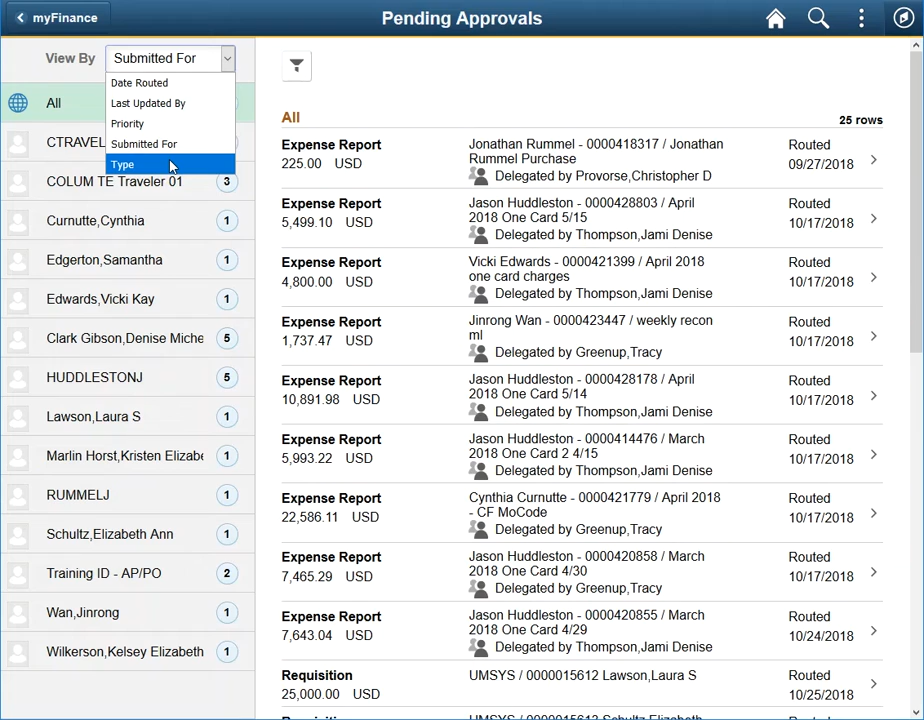 myFinance
Pending Approvals
View By
Submitted For
Date Routed
Last Updated By
Priority
Submitted For
Type
All
CTRAVEL
COLUM TE Traveler 01
3
Curnutte,Cynthia
1
Edgerton,Samantha
1
Edwards,Vicki Kay
1
Clark Gibson,Denise Miche
5
HUDDLESTONJ
5
Lawson,Laura S
1
Marlin Horst,Kristen Elizabe
1
RUMMELJ
1
Schultz,Elizabeth Ann
1
Training ID - AP/PO
2
Wan,Jinrong
1
Wilkerson,Kelsey Elizabeth
1
All
25 rows
Expense Report
225.00 USD
Jonathan Rummel - 0000418317 / Jonathan
Rummel Purchase
Delegated by Provorse,Christopher D
Routed
09/27/2018
Expense Report
5,499.10 USD
Jason Huddleston - 0000428803 / April
2018 One Card 5/15
Delegated by Thompson,Jami Denise
Routed
10/17/2018
Expense Report
4,800.00 USD
Vicki Edwards - 0000421399 / April 2018
one card charges
Delegated by Thompson,Jami Denise
Routed
10/17/2018
Expense Report
1,737.47 USD
Jinrong Wan - 0000423447 / weekly recon
ml
Delegated by Greenup,Tracy
Routed
10/17/2018
Expense Report
10,891.98 USD
Jason Huddleston - 0000428178 / April
2018 One Card 5/14
Delegated by Thompson,Jami Denise
Routed
10/17/2018
Expense Report
5,993.22 USD
Jason Huddleston - 0000414476 / March
2018 One Card 2 4/15
Delegated by Thompson,Jami Denise
Routed
10/17/2018
Expense Report
22,586.11 USD
Cynthia Curnutte - 0000421779 / April 2018
- CF MoCode
Delegated by Greenup,Tracy
Routed
10/17/2018
Expense Report
7,465.29 USD
Jason Huddleston - 0000420858 / March
2018 One Card 4/30
Delegated by Greenup,Tracy
Routed
10/17/2018
Expense Report
7,643.04 USD
Jason Huddleston - 0000420855 / March
2018 One Card 4/29
Delegated by Thompson,Jami Denise
Routed
10/24/2018
Requisition
25,000.00 USD
UMSYS / 0000015612 Lawson,Laura S
Routed
10/25/2018